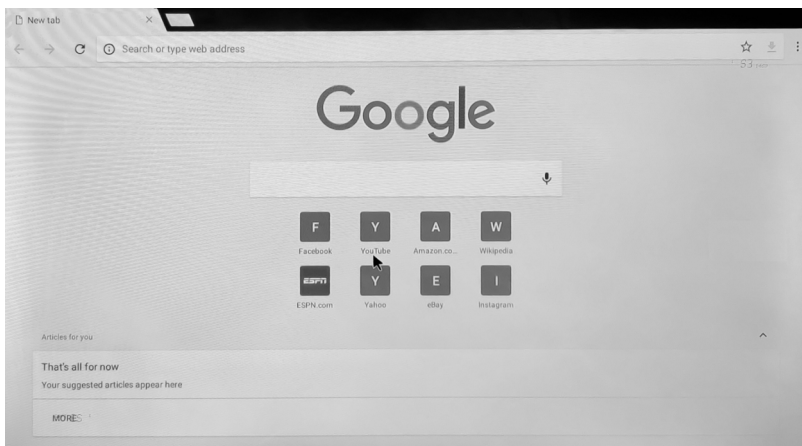 New tab
Search or type web address
53
Google
F Y A W
Facebook YouTube Amazon.co... Wikipedia
ESPN Y E I
ESPN.com Yahoo eBay Instagram
Articles for you
That's all for now
Your suggested articles appear here
MORE